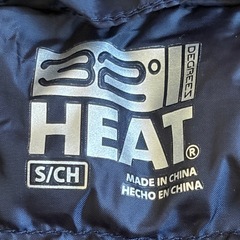 32° DEGREES
HEAT®
S/CH
MADE IN CHINA
HECHO EN CHINA